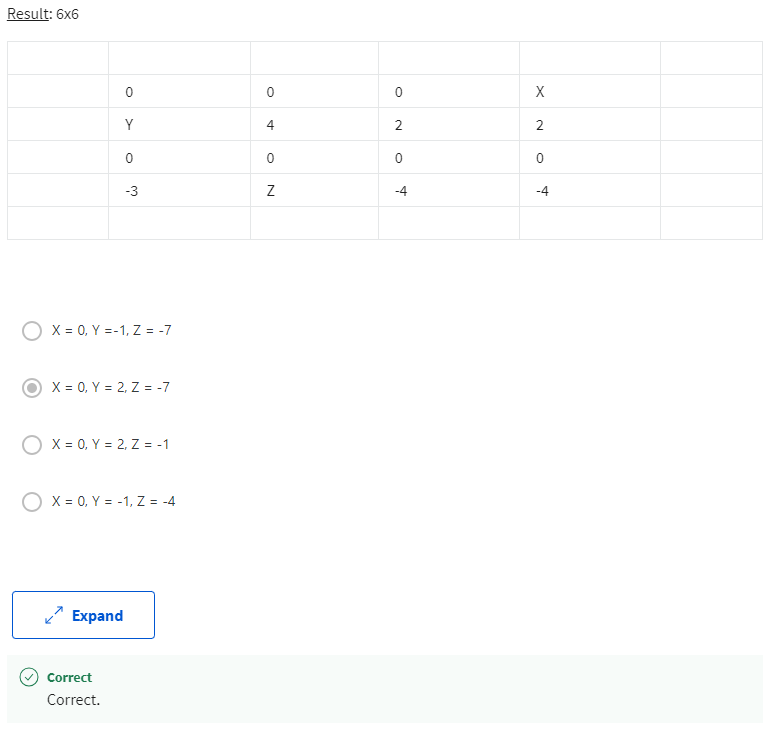 Result: 6x6
0 0 0 X
Y 4 2 2
0 0 0 0
-3 Z -4 -4
X = 0, Y =-1, Z = -7
X = 0, Y = 2, Z = -7
X = 0, Y = 2, Z = -1
X = 0, Y = -1, Z = -4
Expand
Correct
Correct.